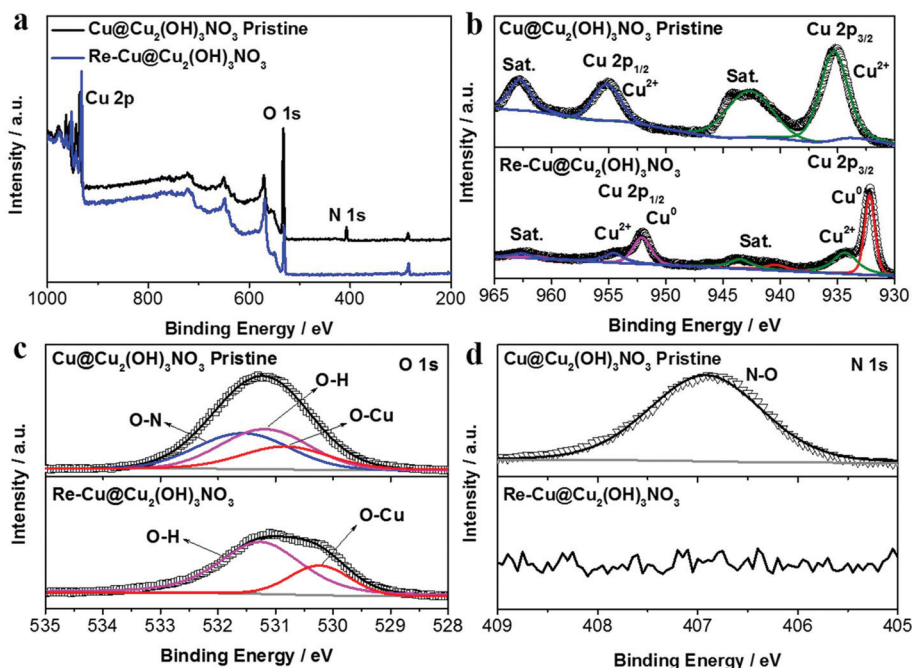 a
Cu@Cu₂(OH)₃NO₃ Pristine
Re-Cu@Cu₂(OH)₃NO₃
Cu 2p
O 1s
N 1s
Intensity / a.u.
1000 800 600 400 200
Binding Energy / eV
b
Cu@Cu₂(OH)₃NO₃ Pristine
Cu 2p₃/₂
Cu 2p₁/₂
Sat.
Cu²⁺
Sat.
Cu²⁺
Re-Cu@Cu₂(OH)₃NO₃
Cu 2p₃/₂
Cu 2p₁/₂
Cu⁰
Cu²⁺
Cu⁰
Sat.
Sat.
Cu²⁺
Intensity / a.u.
965 960 955 950 945 940 935 930
Binding Energy / eV
c
Cu@Cu₂(OH)₃NO₃ Pristine
O 1s
O-H
O-N
O-Cu
Re-Cu@Cu₂(OH)₃NO₃
O-Cu
O-H
Intensity / a.u.
535 534 533 532 531 530 529 528
Binding Energy / eV
d
Cu@Cu₂(OH)₃NO₃ Pristine
N 1s
N-O
Re-Cu@Cu₂(OH)₃NO₃
Intensity / a.u.
409 408 407 406 405
Binding Energy / eV